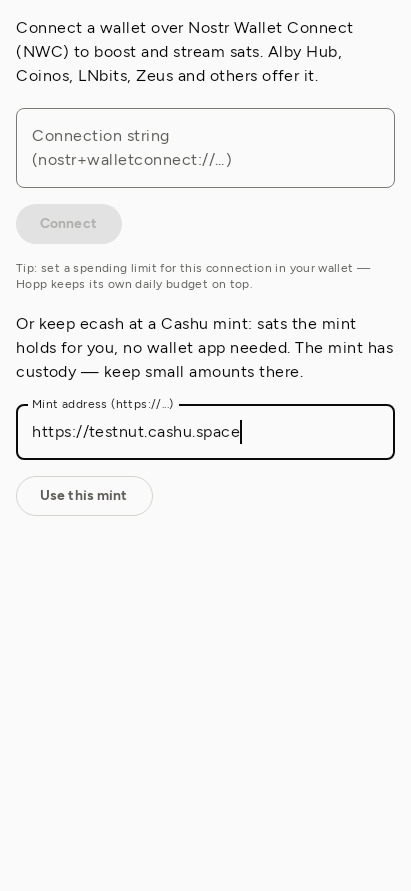 Connect a wallet over Nostr Wallet Connect
(NWC) to boost and stream sats. Alby Hub,
Coinos, LNbits, Zeus and others offer it.
Connection string
(nostr+walletconnect://…)
Connect
Tip: set a spending limit for this connection in your wallet —
Hopp keeps its own daily budget on top.
Or keep ecash at a Cashu mint: sats the mint
holds for you, no wallet app needed. The mint has
custody — keep small amounts there.
Mint address (https://…)
https://testnut.cashu.space
Use this mint